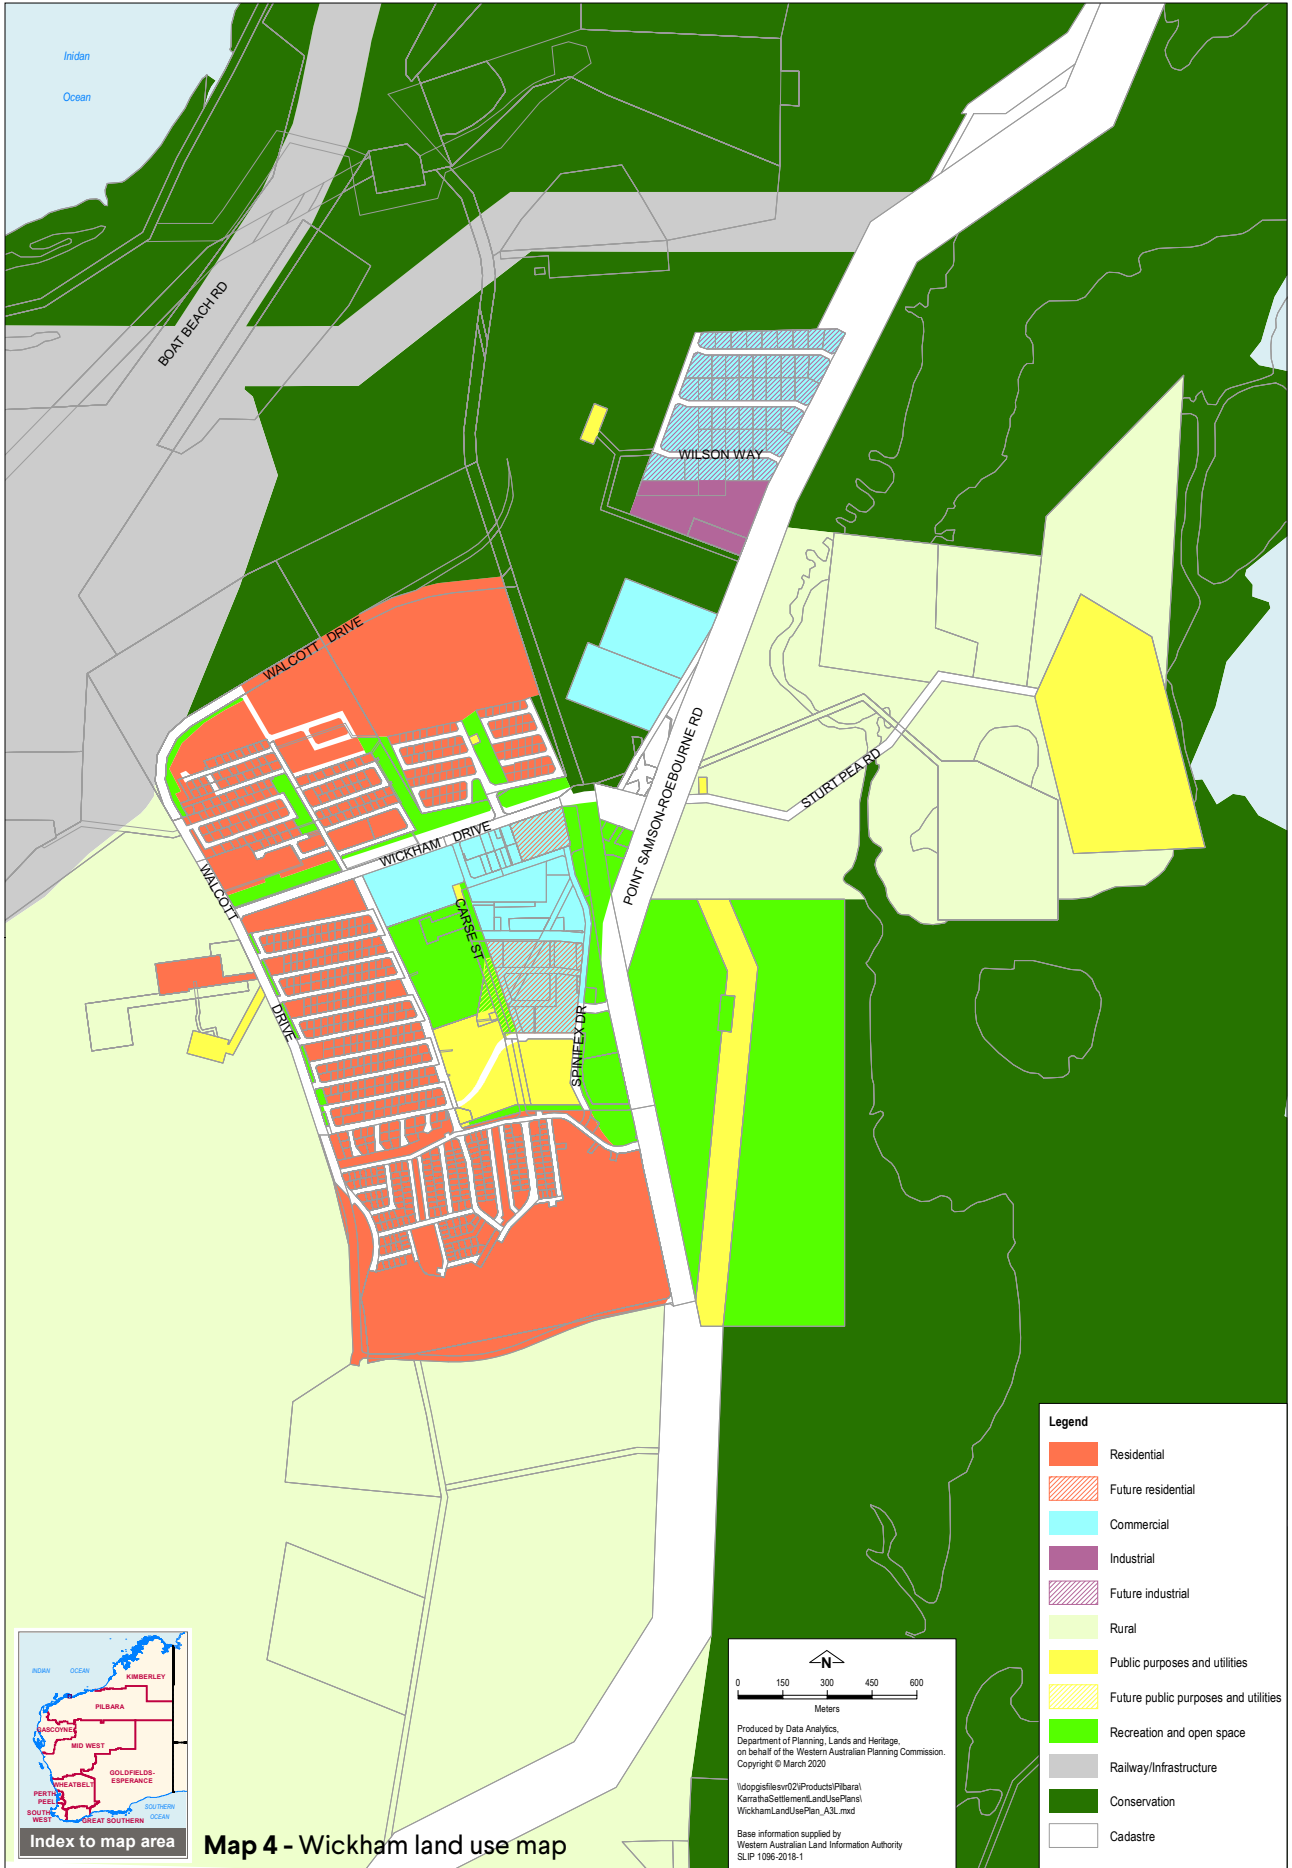 Inidan
Ocean
BOAT BEACH RD
WILSON WAY
WALCOTT DRIVE
POINT SAMSON-ROEBOURNE RD
STURT PEA RD
WICKHAM DRIVE
WALCOTT
DRIVE
CARSE ST
SPINIFEX DR
Legend
Residential
Future residential
Commercial
Industrial
Future industrial
Rural
Public purposes and utilities
Future public purposes and utilities
Recreation and open space
Railway/Infrastructure
Conservation
Cadastre
N
0 150 300 450 600
Meters
Produced by Data Analytics,
Department of Planning, Lands and Heritage,
on behalf of the Western Australian Planning Commission.
Copyright © March 2020
\\dopgisfilesvr02\iProducts\Pilbara\
KarrathaSettlementLandUsePlans\
WickhamLandUsePlan_A3L.mxd
Base information supplied by
Western Australian Land Information Authority
SLIP 1096-2018-1
INDIAN OCEAN
KIMBERLEY
PILBARA
GASCOYNE
MID WEST
GOLDFIELDS-
ESPERANCE
WHEATBELT
PERTH
PEEL
SOUTH
WEST
GREAT SOUTHERN
SOUTHERN
OCEAN
Index to map area
Map 4 - Wickham land use map